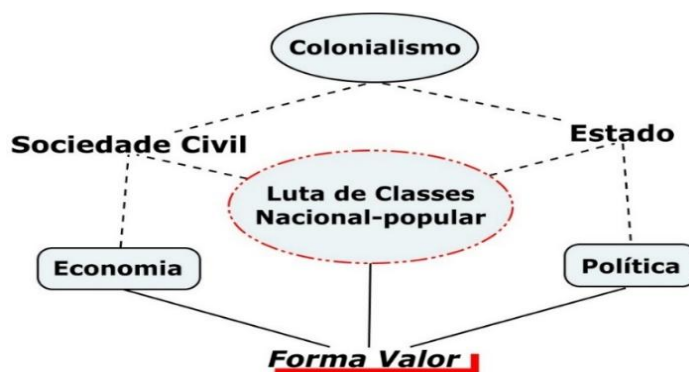 Colonialismo
Sociedade Civil
Estado
Luta de Classes
Nacional-popular
Economia
Política
Forma Valor